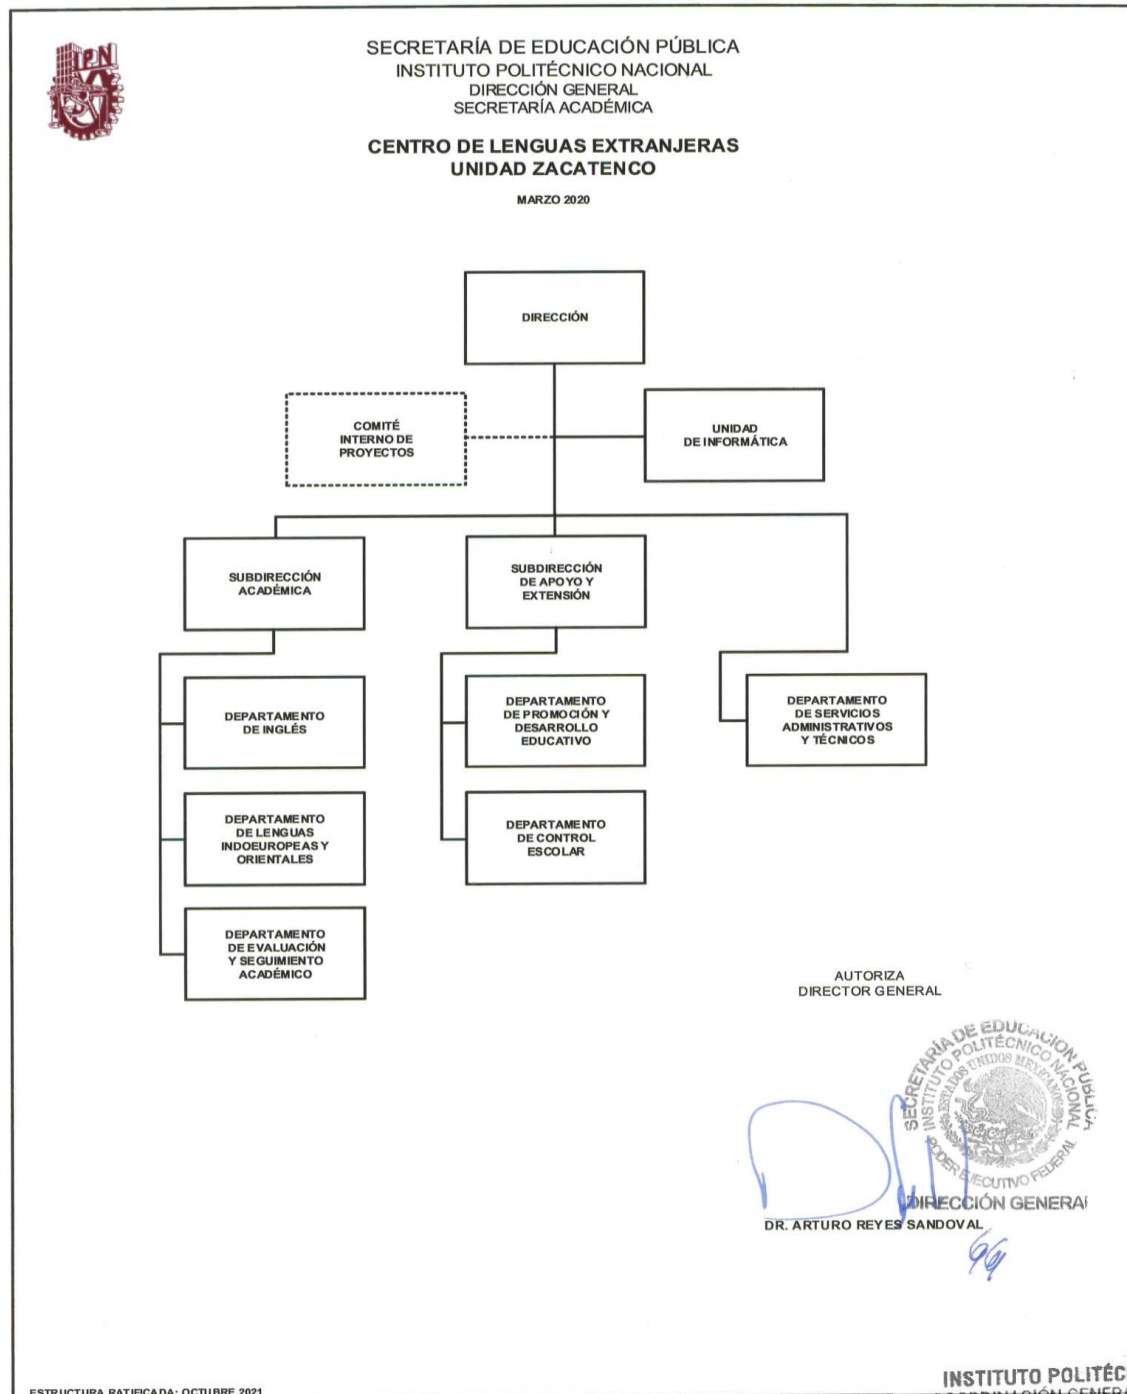 IPN
SECRETARÍA DE EDUCACIÓN PÚBLICA
INSTITUTO POLITÉCNICO NACIONAL
DIRECCIÓN GENERAL
SECRETARÍA ACADÉMICA
CENTRO DE LENGUAS EXTRANJERAS
UNIDAD ZACATENCO
MARZO 2020
DIRECCIÓN
COMITÉ
INTERNO DE
PROYECTOS
UNIDAD
DE INFORMÁTICA
SUBDIRECCIÓN
ACADÉMICA
SUBDIRECCIÓN
DE APOYO Y
EXTENSIÓN
DEPARTAMENTO
DE INGLÉS
DEPARTAMENTO
DE PROMOCIÓN Y
DESARROLLO
EDUCATIVO
DEPARTAMENTO
DE SERVICIOS
ADMINISTRATIVOS
Y TÉCNICOS
DEPARTAMENTO
DE LENGUAS
INDOEUROPEAS Y
ORIENTALES
DEPARTAMENTO
DE CONTROL
ESCOLAR
DEPARTAMENTO
DE EVALUACIÓN
Y SEGUIMIENTO
ACADÉMICO
AUTORIZA
DIRECTOR GENERAL
SECRETARÍA DE EDUCACIÓN PÚBLICA
INSTITUTO POLITÉCNICO NACIONAL
ESTADOS UNIDOS MEXICANOS
PODER EJECUTIVO FEDERAL
DIRECCIÓN GENERAL
DR. ARTURO REYES SANDOVAL
INSTITUTO POLITÉC
ESTRUCTURA RATIFICADA: OCTUBRE 2021